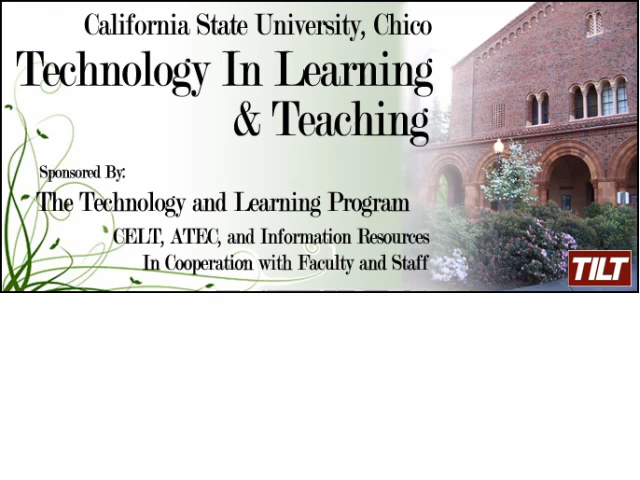 California State University, Chico
Technology In Learning
& Teaching
Sponsored By:
The Technology and Learning Program
CELT, ATEC, and Information Resources
In Cooperation with Faculty and Staff
TILT